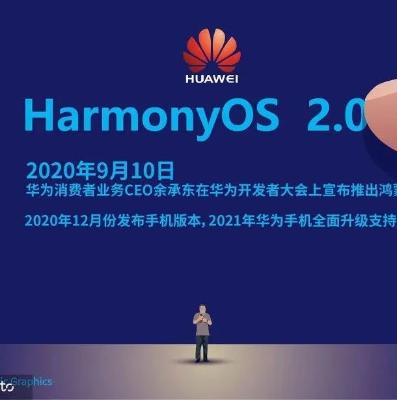 HUAWEI
HarmonyOS 2.0
2020年9月10日
华为消费者业务CEO余承东在华为开发者大会上宣布推出鸿
2020年12月份发布手机版本, 2021年华为手机全面升级支持
Graphics
to